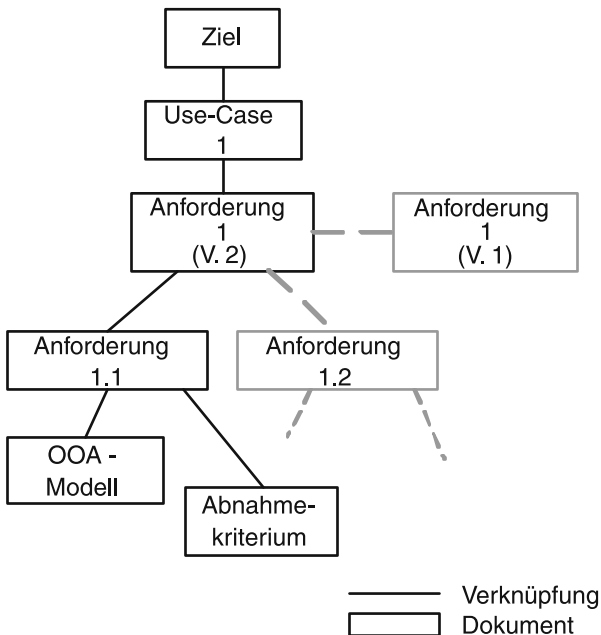 Ziel
Use-Case
1
Anforderung
1
(V. 2)
Anforderung
1
(V. 1)
Anforderung
1.1
Anforderung
1.2
OOA -
Modell
Abnahme-
kriterium
Verknüpfung
Dokument